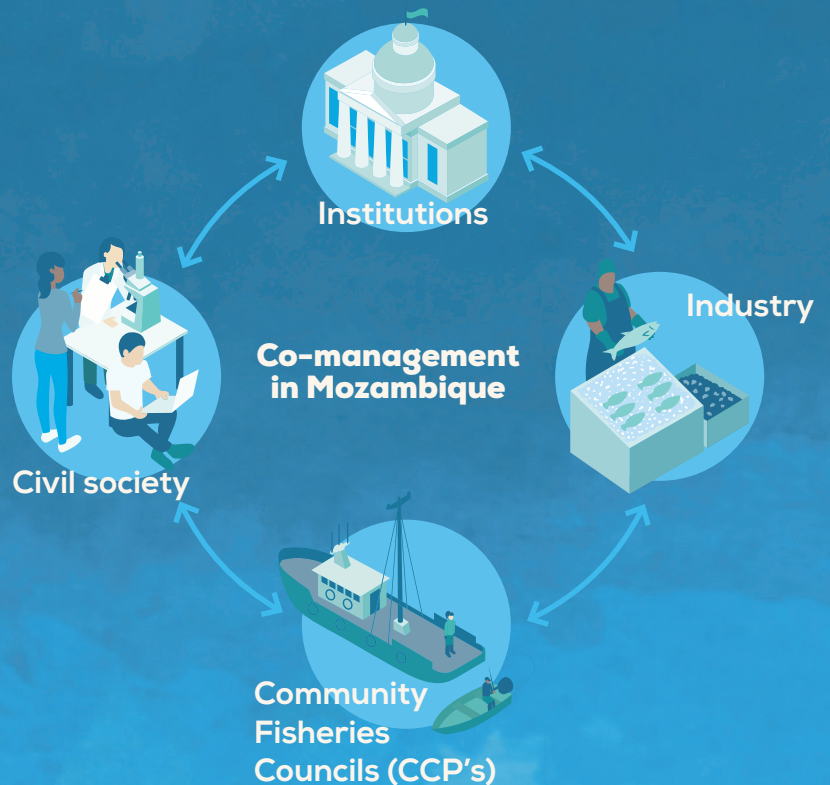 Institutions
Industry
Co-management
in Mozambique
Civil society
Community
Fisheries
Councils (CCP's)